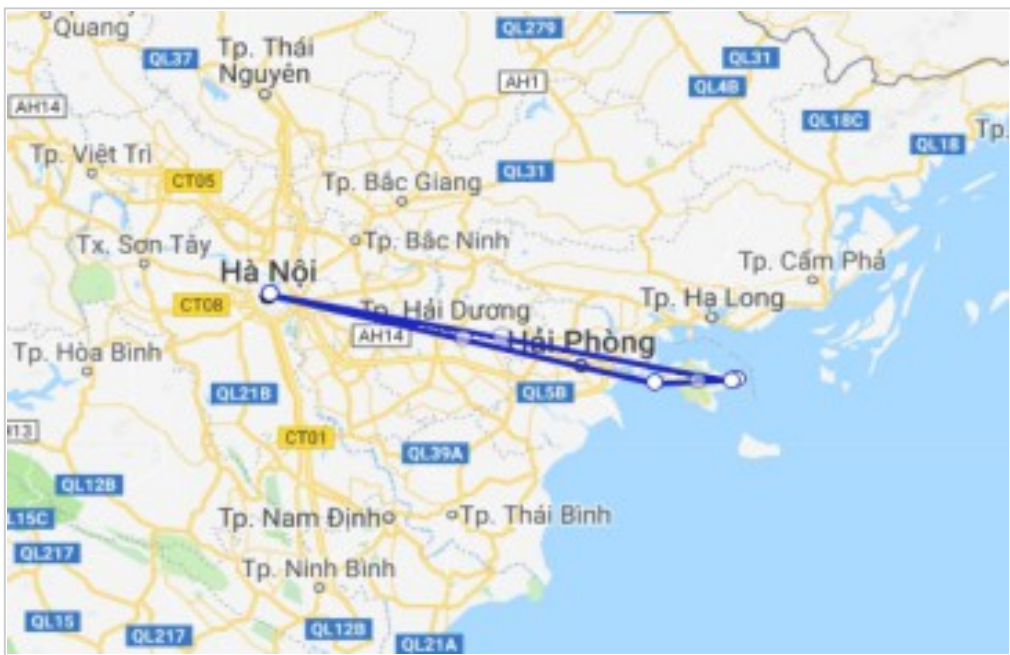 Quang
QL279
QL37
Tp. Thái
Nguyên
AH1
QL31
QL4B
AH14
QL18C
Tp.
QL18
Tp. Việt Trì
CT05
Tp. Bắc Giang
QL31
Tx. Sơn Tây
Tp. Bắc Ninh
Hà Nội
Tp. Cẩm Phả
CT08
Tp. Hải Dương
Tp. Hạ Long
AH14
Hải Phòng
Tp. Hòa Bình
QL21B
QL5B
13
CT01
QL39A
QL12B
QL15C
Tp. Nam Định
Tp. Thái Bình
QL217
Tp. Ninh Bình
QL15
QL217
QL12B
QL21A